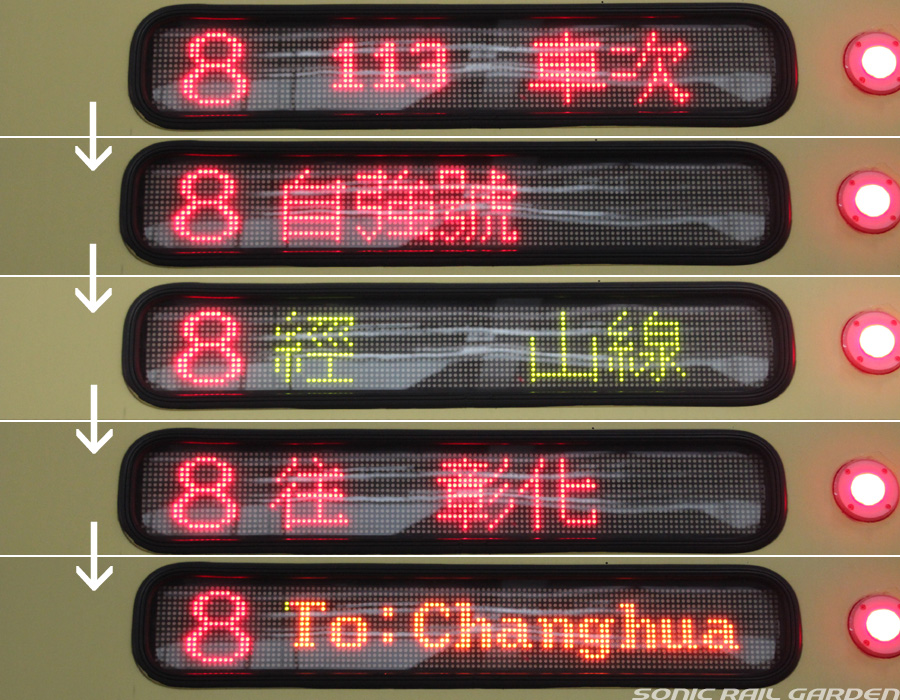 8 113 車次
8 自強號
8 経 山線
8 往 彰化
8 To:Changhua
SONIC RAIL GARDEN